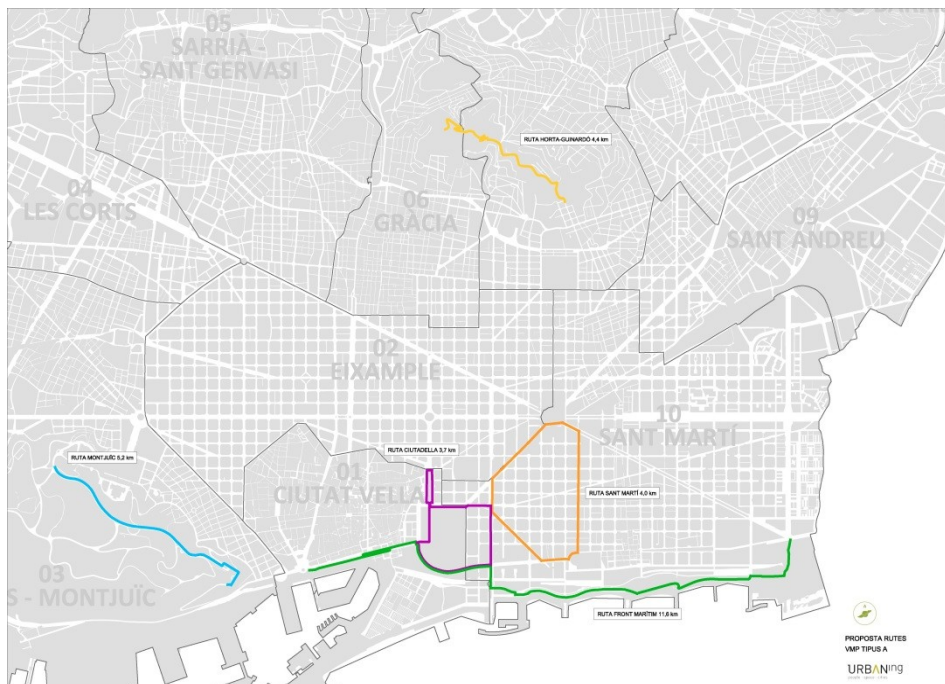 05
SARRIÀ -
SANT GERVASI
RUTA HORTA-GUINARDÓ 4,4 km
04
LES CORTS
06
GRÀCIA
09
SANT ANDREU
02
EIXAMPLE
10
SANT MARTÍ
RUTA MONTJUÏC 5,2 km
RUTA CIUTADELLA 3,7 km
01
CIUTAT VELLA
RUTA SANT MARTÍ 4,0 km
03
S - MONTJUÏC
RUTA FRONT MARÍTIM 11,6 km
PROPOSTA RUTES
VMP TIPUS A
URBANing